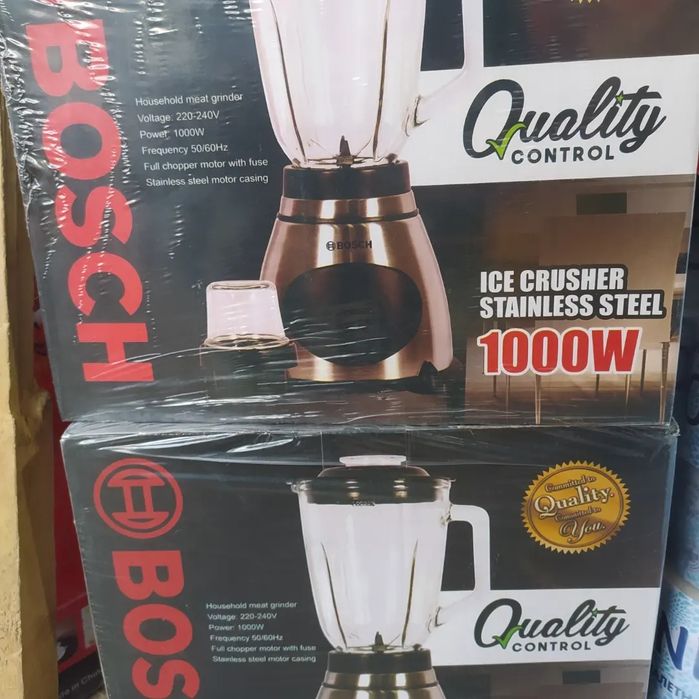 BOSCH
Household meat grinder
Voltage: 220-240V
Power: 1000W
Frequency 50/60Hz
Full chopper motor with fuse
Stainless steel motor casing
Quality
CONTROL
BOSCH
ICE CRUSHER
STAINLESS STEEL
1000W
BOS
Committed to
Quality.
Committed to
You.
Household meat grinder
Voltage: 220-240V
Power: 1000W
Frequency 50/60Hz
Full chopper motor with fuse
Stainless steel motor casing
Quality
CONTROL